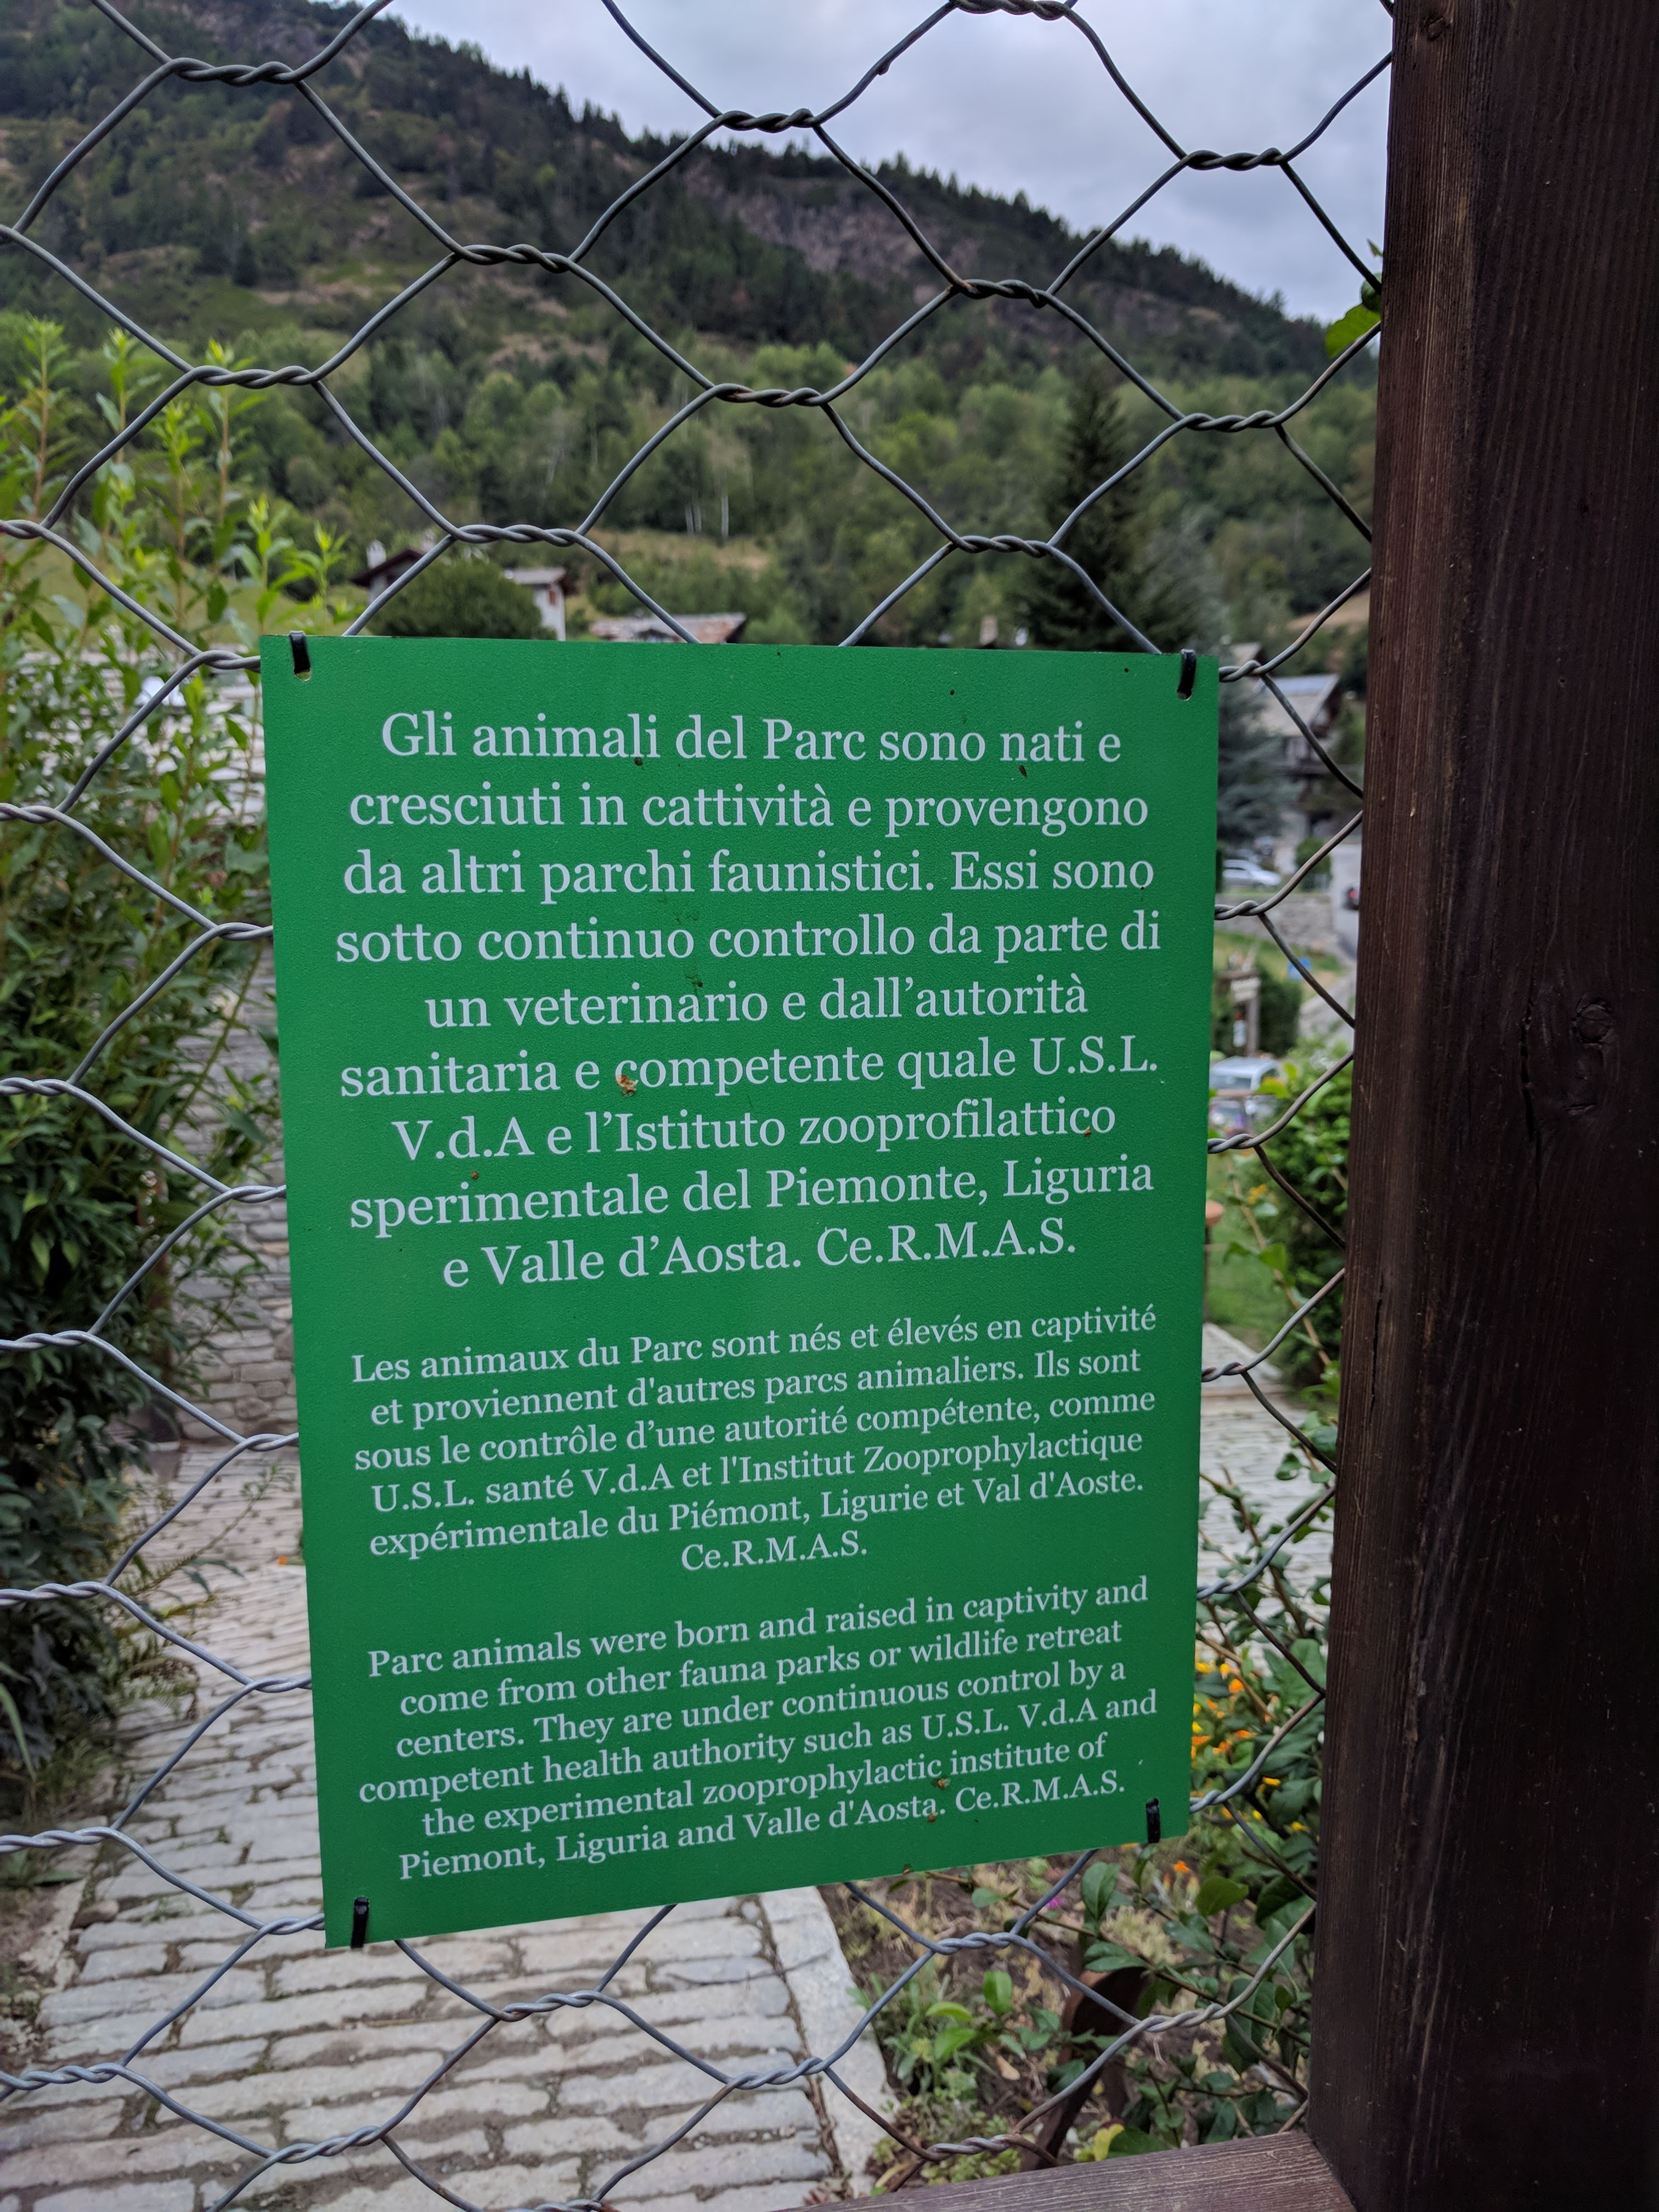 Gli animali del Parc sono nati e
cresciuti in cattività e provengono
da altri parchi faunistici. Essi sono
sotto continuo controllo da parte di
un veterinario e dall’autorità
sanitaria e competente quale U.S.L.
V.d.A e l’Istituto zooprofilattico
sperimentale del Piemonte, Liguria
e Valle d’Aosta. Ce.R.M.A.S.
Les animaux du Parc sont nés et élevés en captivité
et proviennent d'autres parcs animaliers. Ils sont
sous le contrôle d’une autorité compétente, comme
U.S.L. santé V.d.A et l'Institut Zooprophylactique
expérimentale du Piémont, Ligurie et Val d'Aoste.
Ce.R.M.A.S.
Parc animals were born and raised in captivity and
come from other fauna parks or wildlife retreat
centers. They are under continuous control by a
competent health authority such as U.S.L. V.d.A and
the experimental zooprophylactic institute of
Piemont, Liguria and Valle d'Aosta. Ce.R.M.A.S.